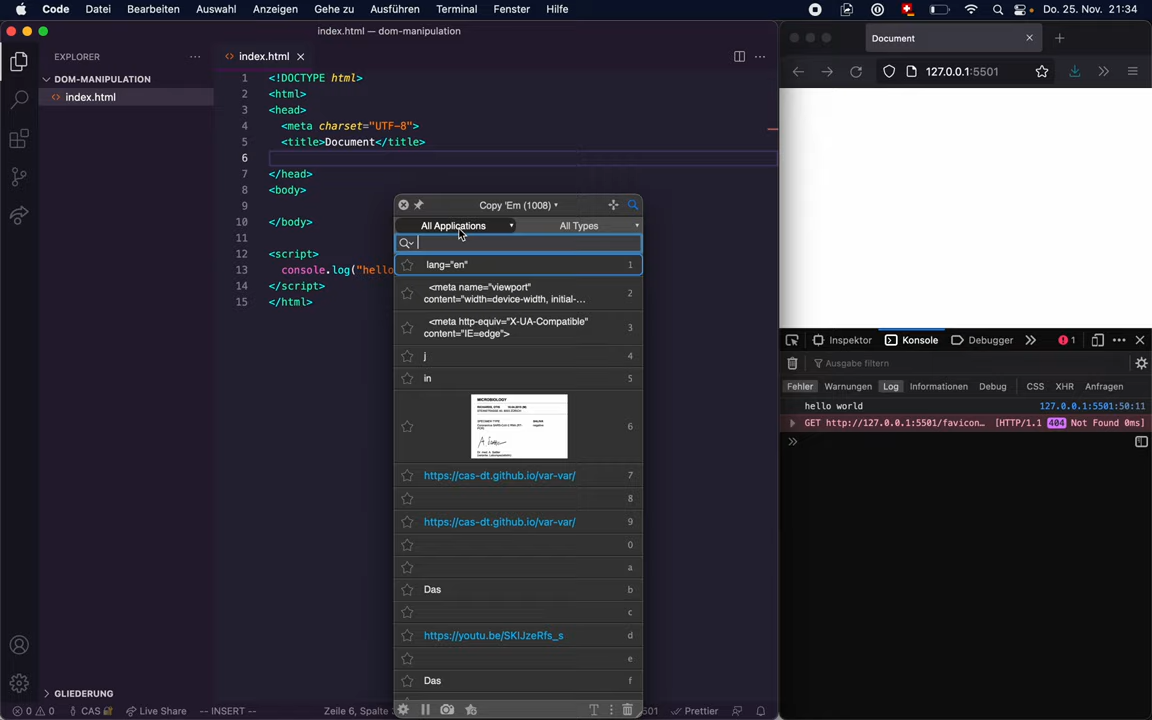 Code Datei Bearbeiten Auswahl Anzeigen Gehe zu Ausführen Terminal Fenster Hilfe Do. 25. Nov. 21:34
index.html — dom-manipulation
EXPLORER
DOM-MANIPULATION
index.html
index.html
1 <!DOCTYPE html>
2 <html>
3 <head>
4 <meta charset="UTF-8">
5 <title>Document</title>
6
7 </head>
8 <body>
9
10 </body>
11
12 <script>
13 console.log("hello
14 </script>
15 </html>
Copy 'Em (1008)
All Applications All Types
lang="en" 1
<meta name="viewport"
content="width=device-width, initial-... 2
<meta http-equiv="X-UA-Compatible"
content="IE=edge"> 3
j 4
in 5
MICROBIOLOGY
6
https://cas-dt.github.io/var-var/ 7
8
https://cas-dt.github.io/var-var/ 9
0
a
Das b
c
https://youtu.be/SKIJzeRfs_s d
e
Das f
GLIEDERUNG
0 0 CAS Live Share -- INSERT -- Zeile 6, Spalte 501 Prettier
Document
127.0.0.1:5501
Inspektor Konsole Debugger 1
Ausgabe filtern
Fehler Warnungen Log Informationen Debug CSS XHR Anfragen
hello world 127.0.0.1:5501:50:11
GET http://127.0.0.1:5501/favicon… [HTTP/1.1 404 Not Found 0ms]